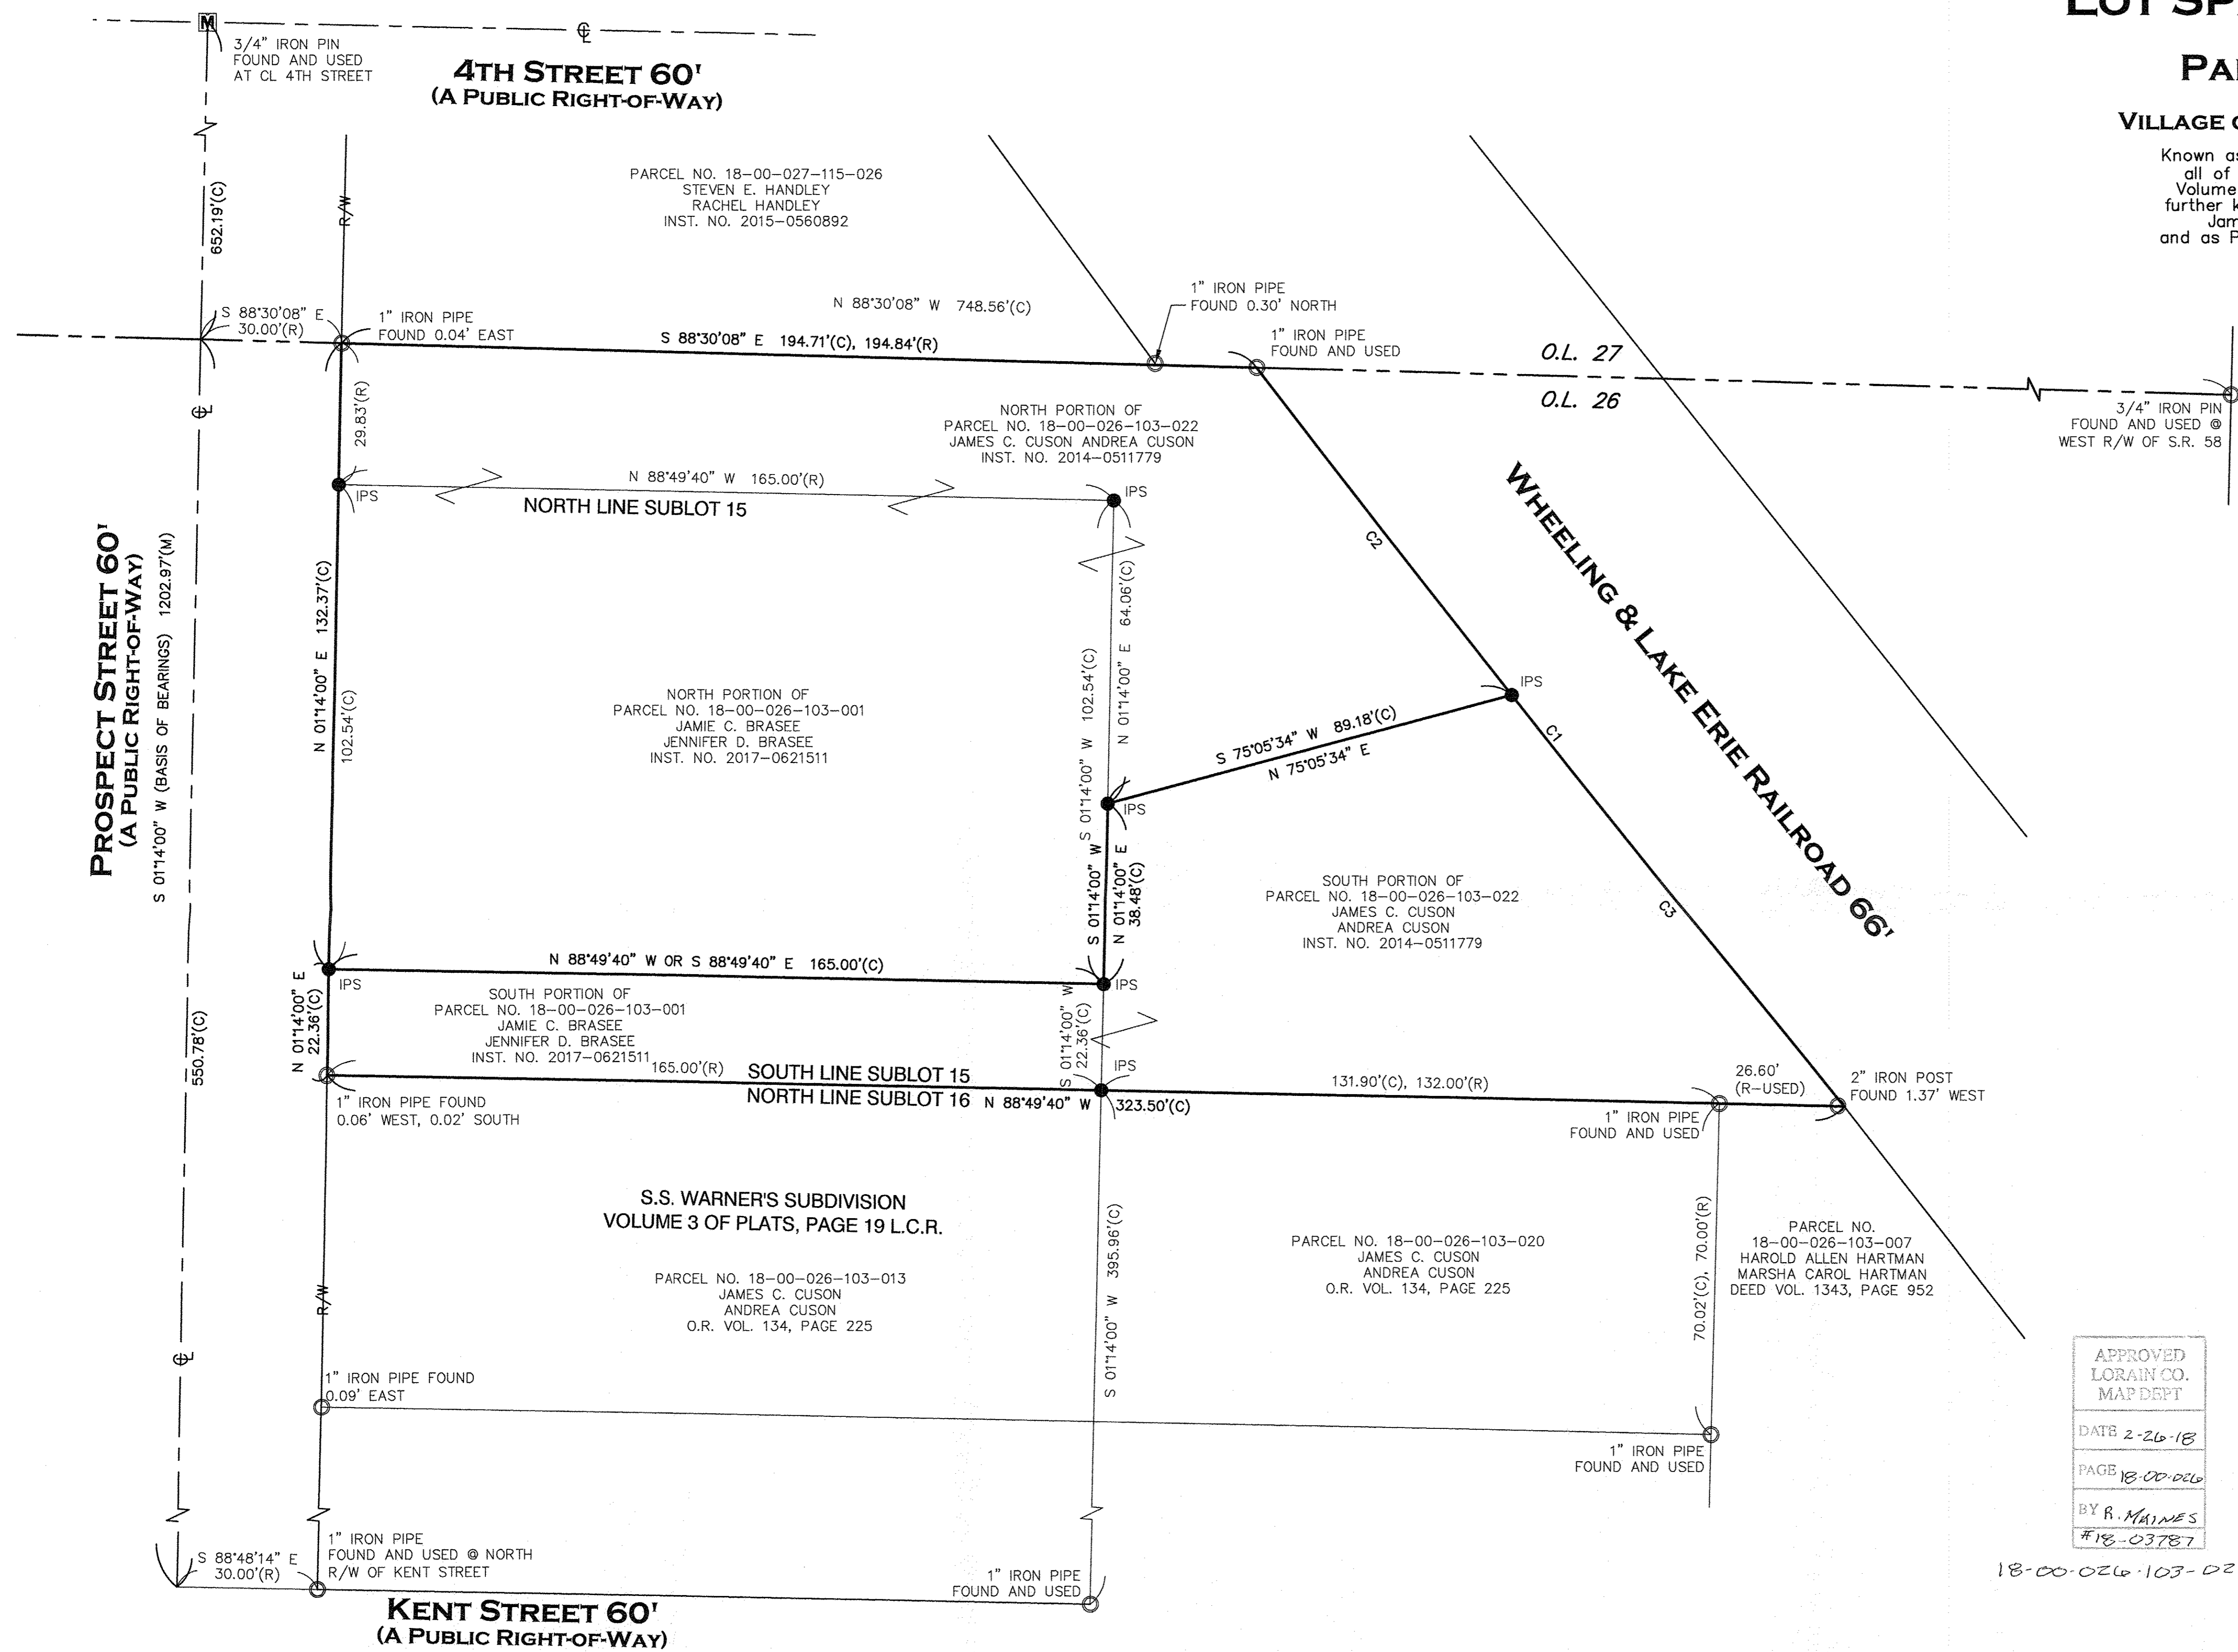 LOT SP
PA
VILLAGE
Known as
all of
Volume
further
Jam
and as P
M
3/4" IRON PIN
FOUND AND USED
AT CL 4TH STREET
℄
4TH STREET 60'
(A PUBLIC RIGHT-OF-WAY)
652.19'(C)
R/W
PARCEL NO. 18-00-027-115-026
STEVEN E. HANDLEY
RACHEL HANDLEY
INST. NO. 2015-0560892
S 88°30'08" E
30.00'(R)
1" IRON PIPE
FOUND 0.04' EAST
N 88°30'08" W 748.56'(C)
S 88°30'08" E 194.71'(C), 194.84'(R)
1" IRON PIPE
FOUND 0.30' NORTH
1" IRON PIPE
FOUND AND USED
O.L. 27
O.L. 26
3/4" IRON PIN
FOUND AND USED @
WEST R/W OF S.R. 58
℄
29.83'(R)
NORTH PORTION OF
PARCEL NO. 18-00-026-103-022
JAMES C. CUSON ANDREA CUSON
INST. NO. 2014-0511779
IPS
N 88°49'40" W 165.00'(R)
NORTH LINE SUBLOT 15
IPS
C2
WHEELING & LAKE ERIE RAILROAD 66'
PROSPECT STREET 60'
(A PUBLIC RIGHT-OF-WAY)
S 01°14'00" W (BASIS OF BEARINGS) 1202.97'(M)
N 01°14'00" E 132.37'(C)
102.54'(C)
NORTH PORTION OF
PARCEL NO. 18-00-026-103-001
JAMIE C. BRASEE
JENNIFER D. BRASEE
INST. NO. 2017-0621511
S 01°14'00" W 102.54'(C)
N 01°14'00" E 64.06'(C)
IPS
C1
S 75°05'34" W 89.18'(C)
N 75°05'34" E
IPS
S 01°14'00" W
N 01°14'00" E
38.48'(C)
SOUTH PORTION OF
PARCEL NO. 18-00-026-103-022
JAMES C. CUSON
ANDREA CUSON
INST. NO. 2014-0511779
C3
N 88°49'40" W OR S 88°49'40" E 165.00'(C)
IPS
IPS
N 01°14'00" E
22.36'(C)
550.78'(C)
SOUTH PORTION OF
PARCEL NO. 18-00-026-103-001
JAMIE C. BRASEE
JENNIFER D. BRASEE
INST. NO. 2017-0621511
S 01°14'00" W
22.36'(C)
IPS
165.00'(R)
SOUTH LINE SUBLOT 15
NORTH LINE SUBLOT 16
N 88°49'40" W 323.50'(C)
131.90'(C), 132.00'(R)
26.60'
(R-USED)
2" IRON POST
FOUND 1.37' WEST
1" IRON PIPE FOUND
0.06' WEST, 0.02' SOUTH
1" IRON PIPE
FOUND AND USED
S.S. WARNER'S SUBDIVISION
VOLUME 3 OF PLATS, PAGE 19 L.C.R.
PARCEL NO. 18-00-026-103-013
JAMES C. CUSON
ANDREA CUSON
O.R. VOL. 134, PAGE 225
R/W
S 01°14'00" W 395.96'(C)
PARCEL NO. 18-00-026-103-020
JAMES C. CUSON
ANDREA CUSON
O.R. VOL. 134, PAGE 225
70.02'(C), 70.00'(R)
PARCEL NO.
18-00-026-103-007
HAROLD ALLEN HARTMAN
MARSHA CAROL HARTMAN
DEED VOL. 1343, PAGE 952
℄
1" IRON PIPE FOUND
0.09' EAST
1" IRON PIPE
FOUND AND USED
APPROVED
LORAIN CO.
MAP DEPT
DATE 2-26-18
PAGE 18-00-026
BY R. MAINES
#18-03787
18-00-026-103-02
S 88°48'14" E
30.00'(R)
1" IRON PIPE
FOUND AND USED @ NORTH
R/W OF KENT STREET
1" IRON PIPE
FOUND AND USED
KENT STREET 60'
(A PUBLIC RIGHT-OF-WAY)